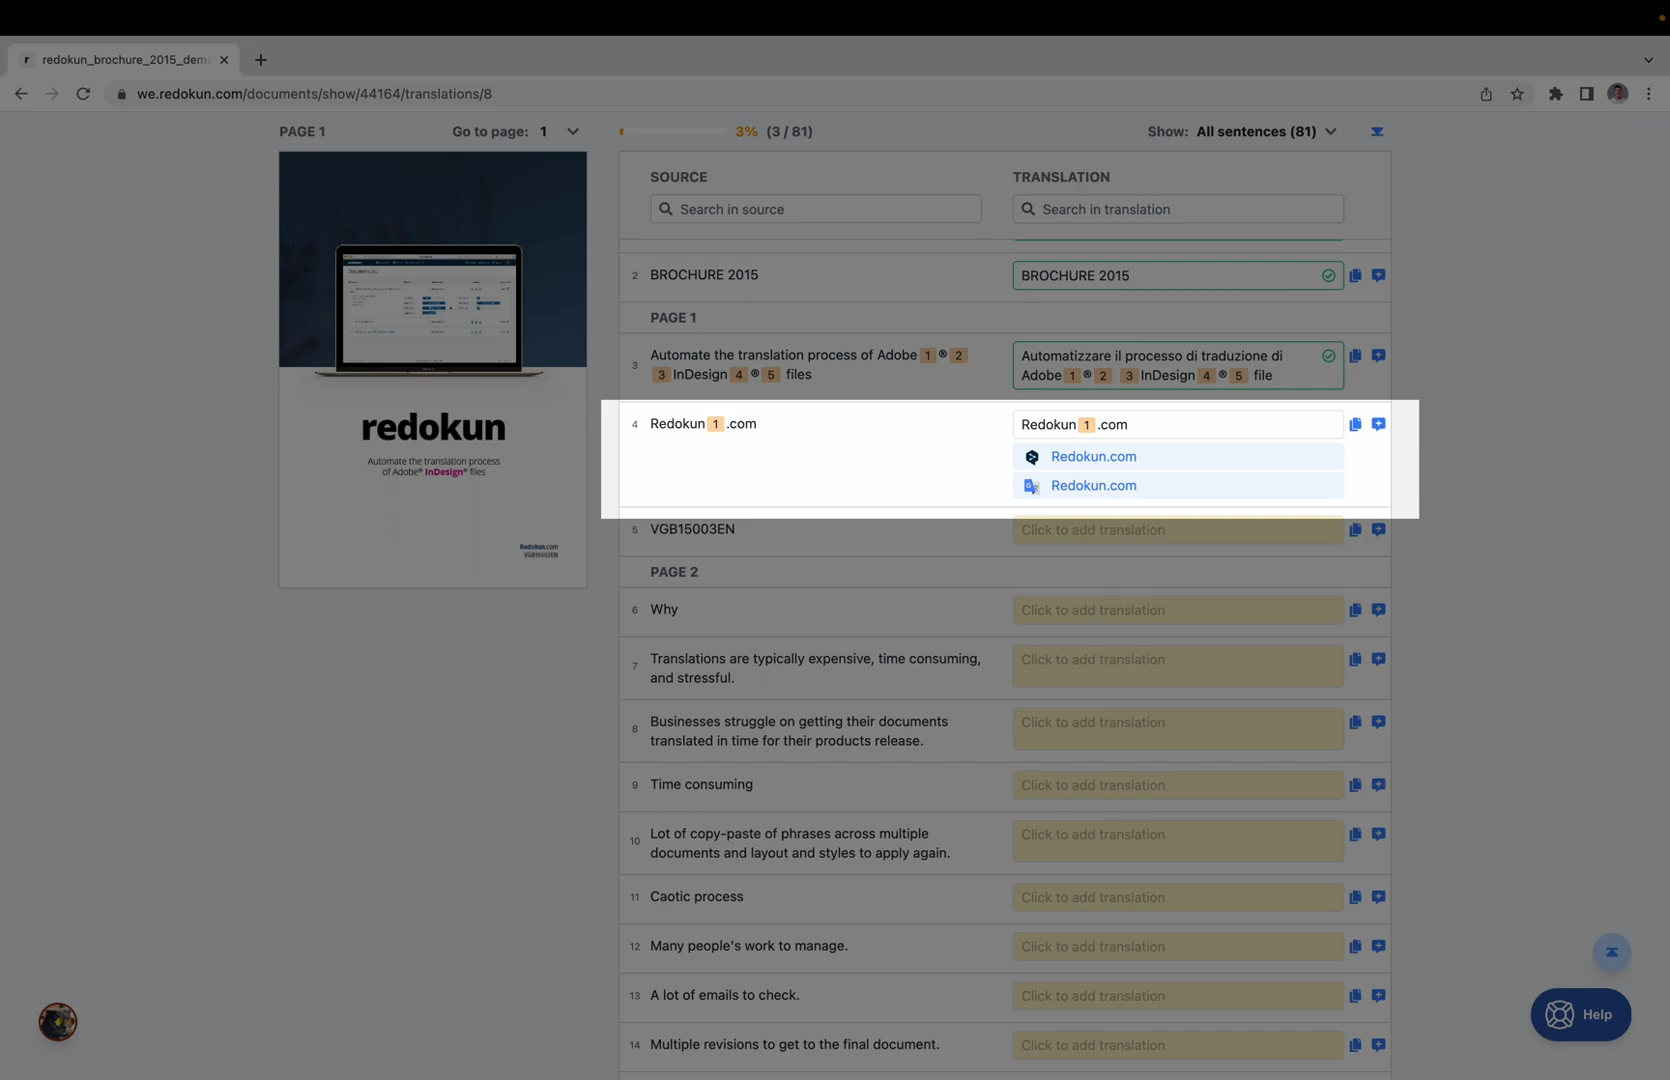 r redokun_brochure_2015_dem
we.redokun.com/documents/show/44164/translations/8
PAGE 1
Go to page: 1
3% (3 / 81)
Show: All sentences (81)
SOURCE
TRANSLATION
Search in source
Search in translation
2 BROCHURE 2015
BROCHURE 2015
PAGE 1
3 Automate the translation process of Adobe 1 ® 2
3 InDesign 4 ® 5 files
Automatizzare il processo di traduzione di
Adobe 1 ® 2 3 InDesign 4 ® 5 file
4 Redokun 1 .com
Redokun 1 .com
Redokun.com
Redokun.com
5 VGB15003EN
Click to add translation
PAGE 2
6 Why
Click to add translation
7 Translations are typically expensive, time consuming,
and stressful.
Click to add translation
8 Businesses struggle on getting their documents
translated in time for their products release.
Click to add translation
9 Time consuming
Click to add translation
10 Lot of copy-paste of phrases across multiple
documents and layout and styles to apply again.
Click to add translation
11 Caotic process
Click to add translation
12 Many people's work to manage.
Click to add translation
13 A lot of emails to check.
Click to add translation
14 Multiple revisions to get to the final document.
Click to add translation
redokun
Automate the translation process
of Adobe® InDesign® files
Redokun.com
VGB15003EN
Help